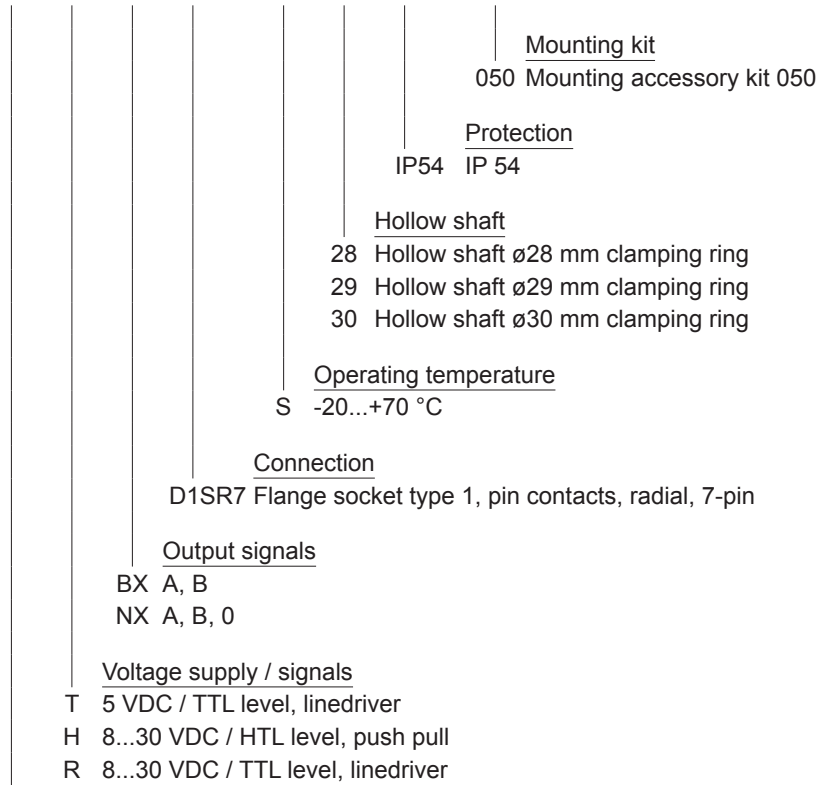 Mounting kit
050 Mounting accessory kit 050
Protection
IP54 IP 54
Hollow shaft
28 Hollow shaft ø28 mm clamping ring
29 Hollow shaft ø29 mm clamping ring
30 Hollow shaft ø30 mm clamping ring
Operating temperature
S -20...+70 °C
Connection
D1SR7 Flange socket type 1, pin contacts, radial, 7-pin
Output signals
BX A, B
NX A, B, 0
Voltage supply / signals
T 5 VDC / TTL level, linedriver
H 8...30 VDC / HTL level, push pull
R 8...30 VDC / TTL level, linedriver